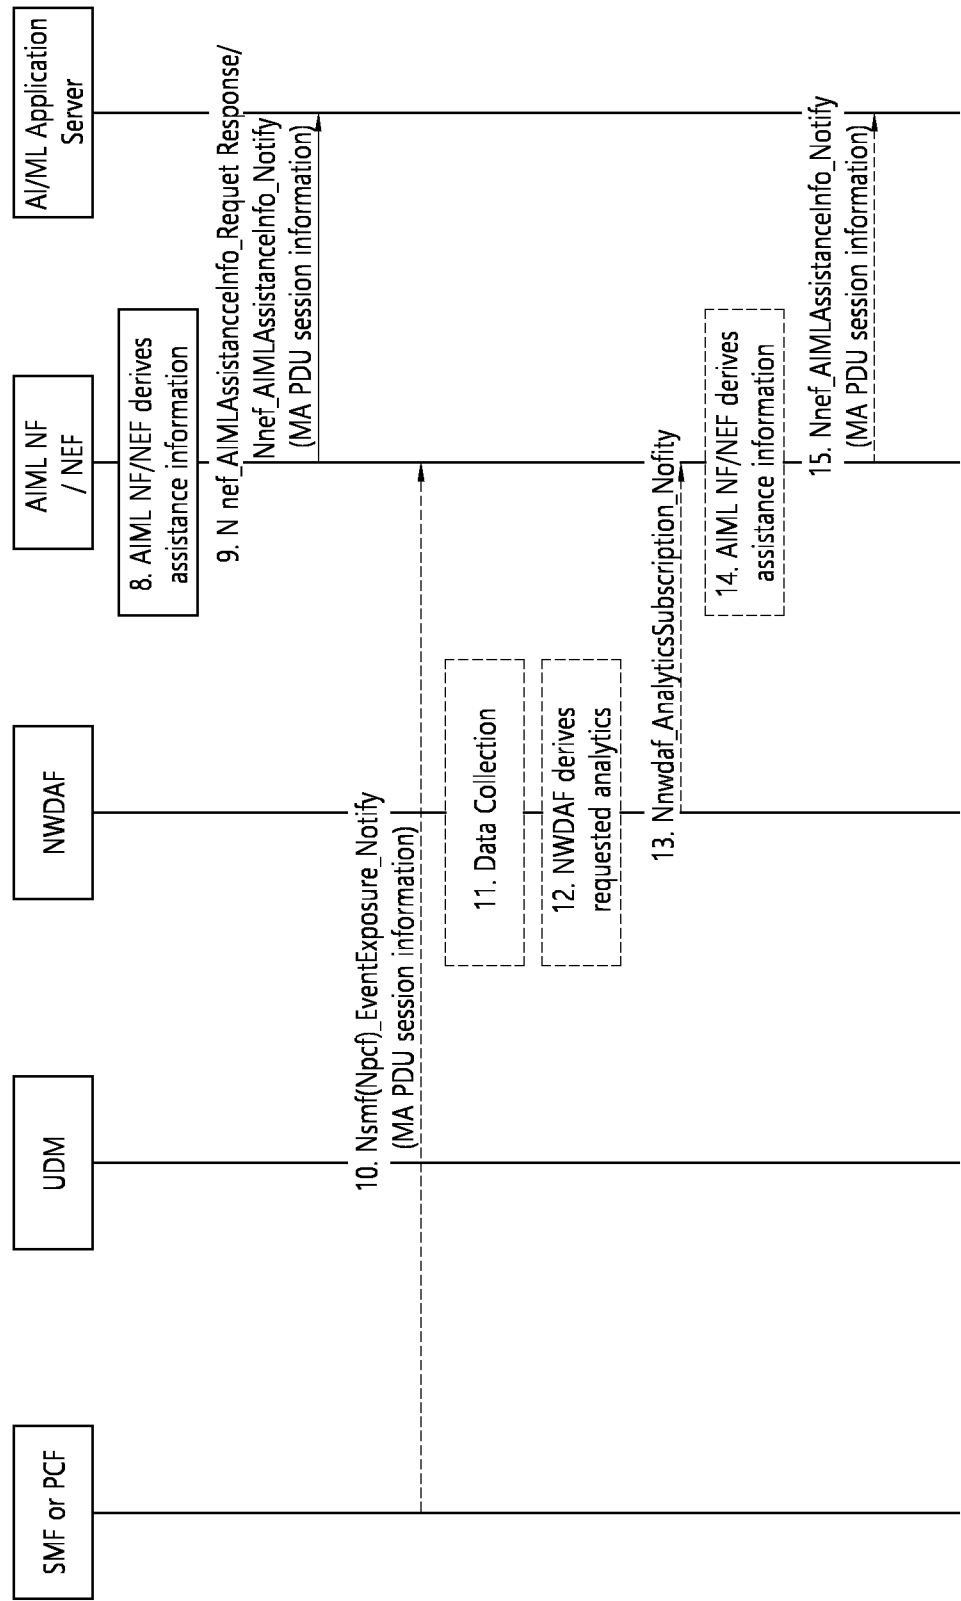 SMF or PCF
UDM
NWDAF
AIML NF
/ NEF
AI/ML Application
Server
8. AIML NF/NEF derives
assistance information
9. N nef_AIMLAssistancceInfo_Requet Response/
Nnef_AIMLAssistanceInfo_Notify
(MA PDU session information)
10. Nsmf(Npcf)_EventExposure_Notify
(MA PDU session information)
11. Data Collection
12. NWDAF derives
requested analytics
13. Nnwdaf_AnalyticsSubscription_Nofity
14. AIML NF/NEF derives
assistance information
15. Nnef_AIMLAssistanceInfo_Notify
(MA PDU session information)